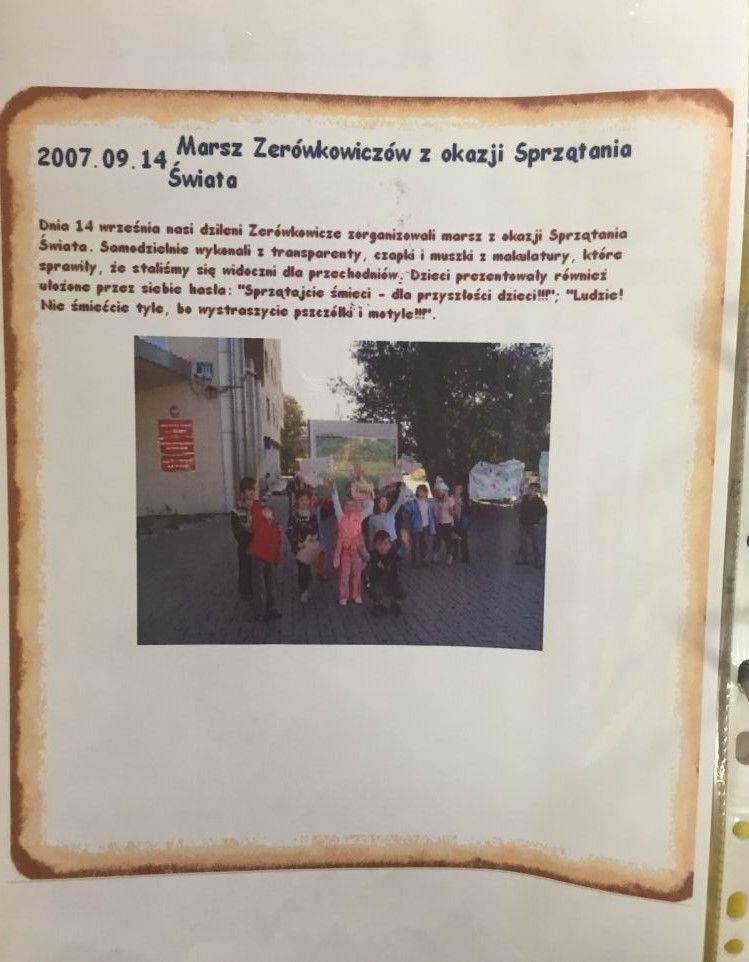 2007.09.14 Marsz Zerówkowiczów z okazji Sprzątania
Świata
Dnia 14 września nasi dzileni Zerówkowicze zorganizowali marsz z okazji Sprzątania
Świata. Samodzielnie wykonali z transparenty, czapki i muszki z makulatury, które
sprawiły, że staliśmy się widoczni dla przechodniów. Dzieci prezentowały również
ułożone przez siebie hasła: "Sprzątajcie śmieci - dla przyszłości dzieci!!!"; "Ludzie!
Nie śmiećcie tyle, bo wystraszycie pszczółki i motyle!!!".